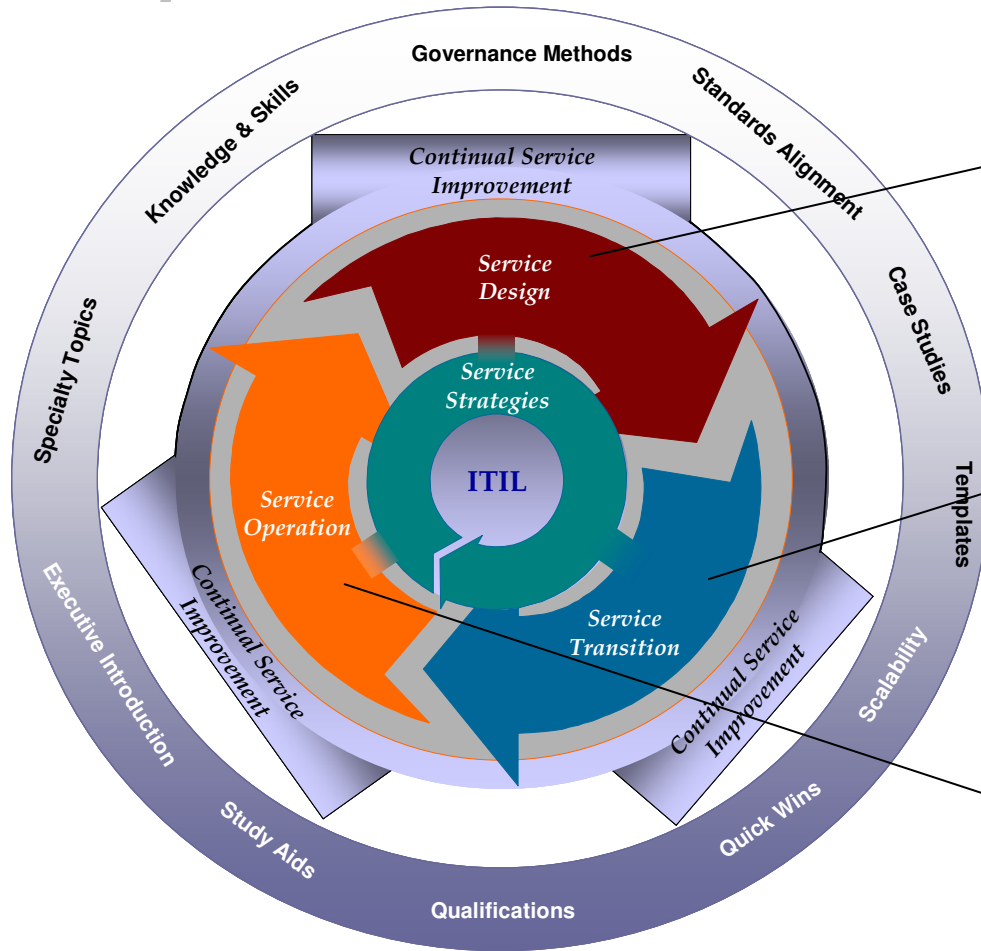 Governance Methods
Knowledge & Skills
Standards Alignment
Continual Service
Improvement
Service
Design
Case Studies
Specialty Topics
Service
Strategies
ITIL
Service
Operation
Templates
Service
Transition
Continual Service
Improvement
Continual Service
Improvement
Executive Introduction
Scalability
Study Aids
Quick Wins
Qualifications